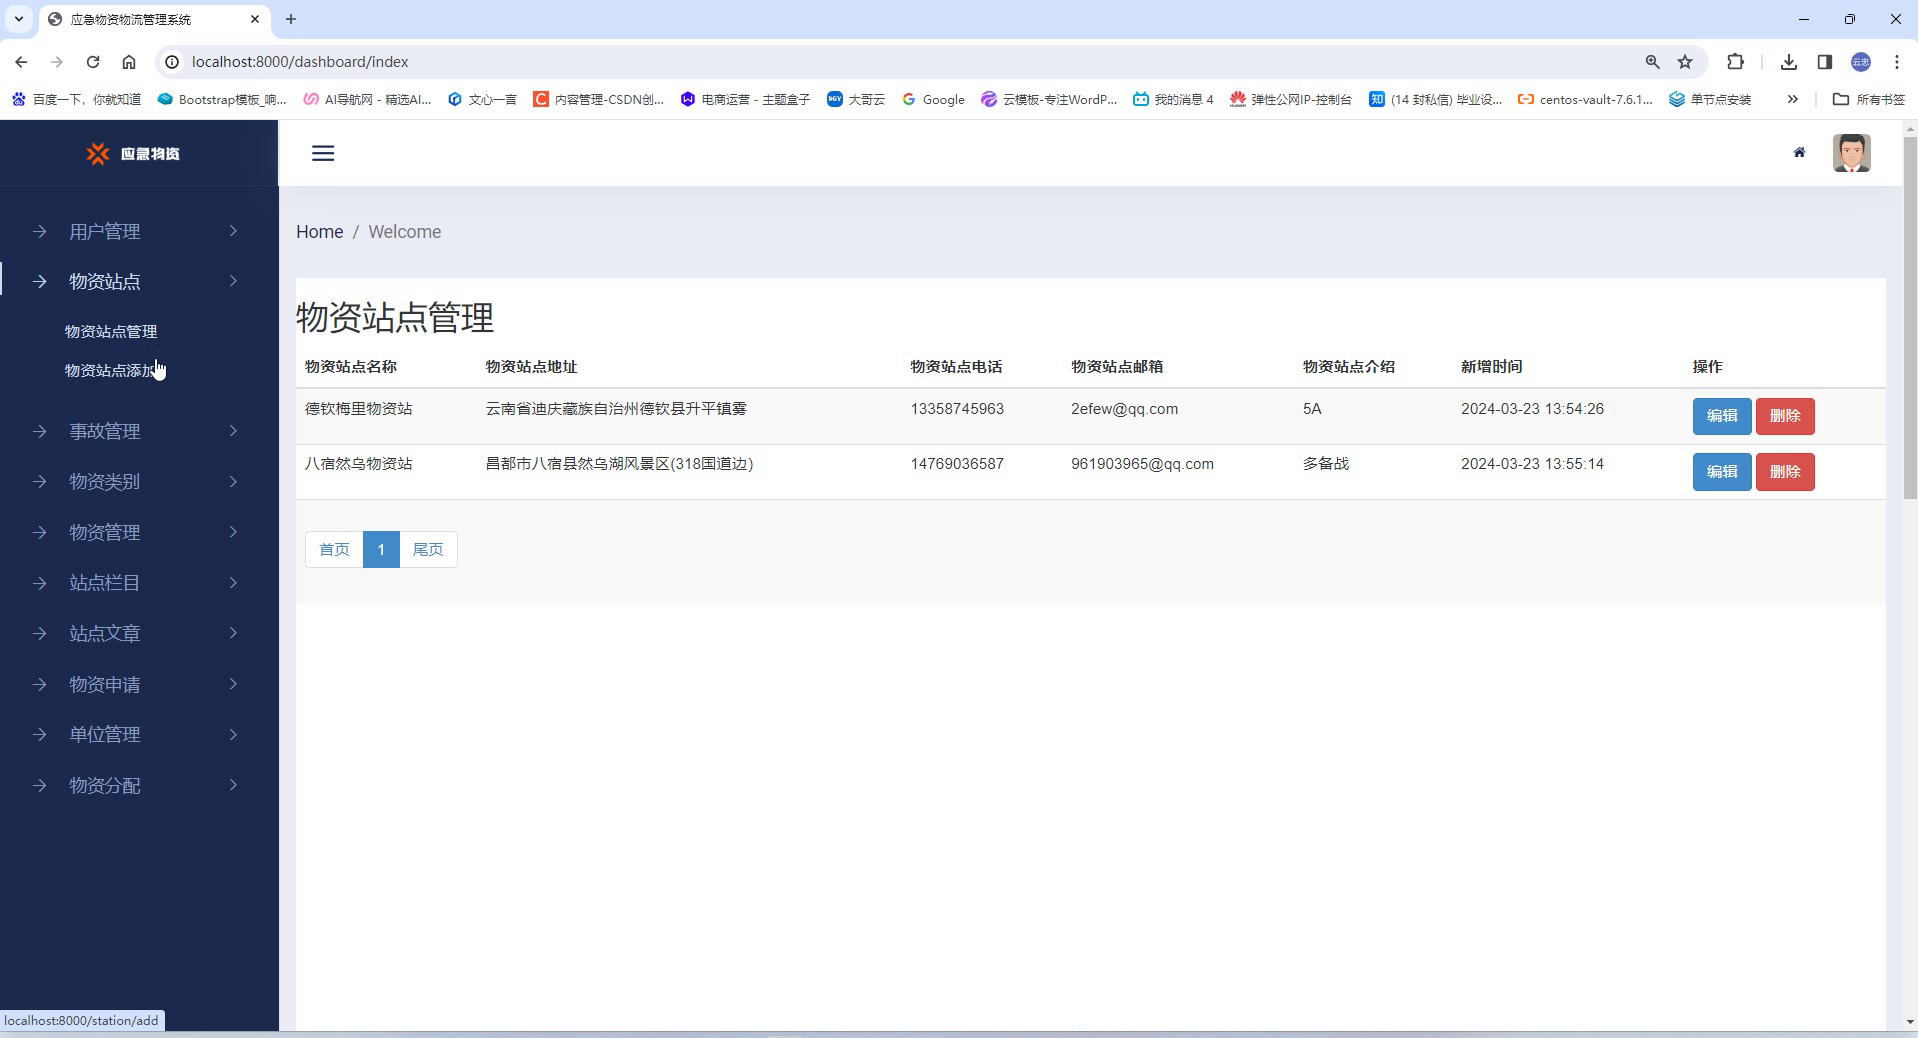 应急物资物流管理系统
localhost:8000/dashboard/index
百度一下，你就知道 Bootstrap模板_响... AI导航网 - 精选AI... 文心一言 内容管理-CSDN创... 电商运营 - 主题盒子 大哥云 Google 云模板-专注WordP... 我的消息 4 弹性公网IP-控制台 (14 封私信) 毕业设... centos-vault-7.6.1... 单节点安装 » 所有书签
应急物资
Home / Welcome
用户管理
物资站点
物资站点管理
物资站点添加
事故管理
物资类别
物资管理
站点栏目
站点文章
物资申请
单位管理
物资分配
物资站点管理
物资站点名称 物资站点地址 物资站点电话 物资站点邮箱 物资站点介绍 新增时间 操作
德钦梅里物资站 云南省迪庆藏族自治州德钦县升平镇雾 13358745963 2efew@qq.com 5A 2024-03-23 13:54:26 编辑 删除
八宿然乌物资站 昌都市八宿县然乌湖风景区(318国道边) 14769036587 961903965@qq.com 多备战 2024-03-23 13:55:14 编辑 删除
首页 1 尾页
localhost:8000/station/add